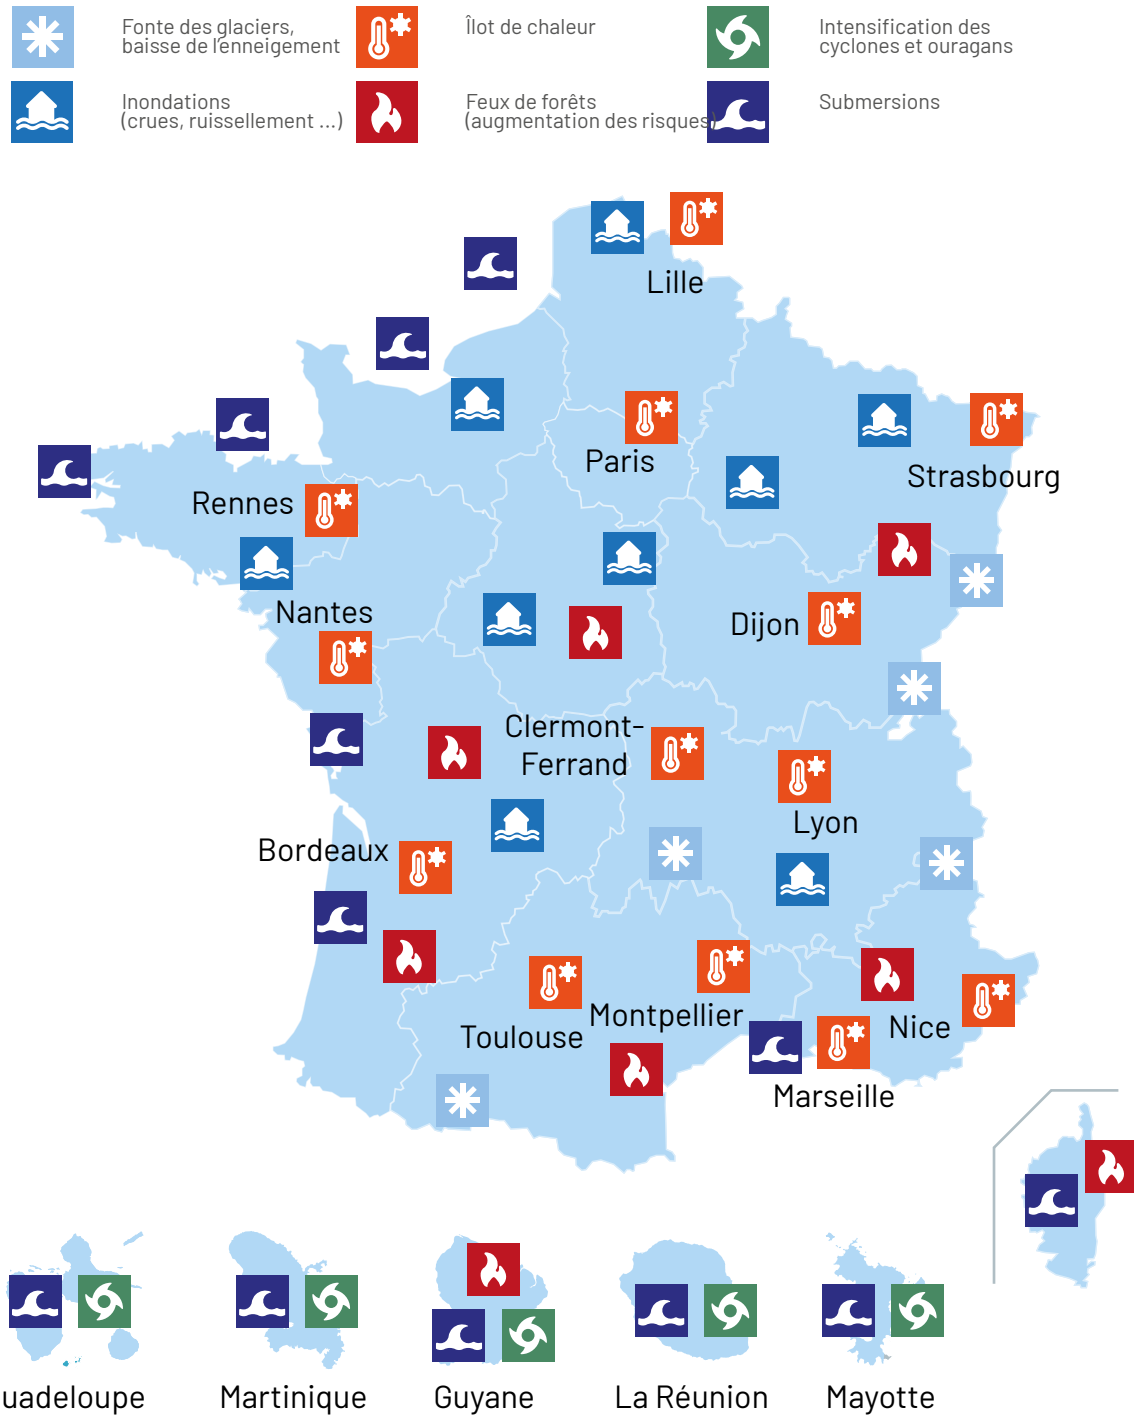 Fonte des glaciers,
baisse de l'enneigement
Îlot de chaleur
Intensification des
cyclones et ouragans
Inondations
(crues, ruissellement ...)
Feux de forêts
(augmentation des risques)
Submersions
Lille
Paris
Strasbourg
Rennes
Nantes
Dijon
Clermont-
Ferrand
Lyon
Bordeaux
Montpellier
Toulouse
Nice
Marseille
uadeloupe
Martinique
Guyane
La Réunion
Mayotte